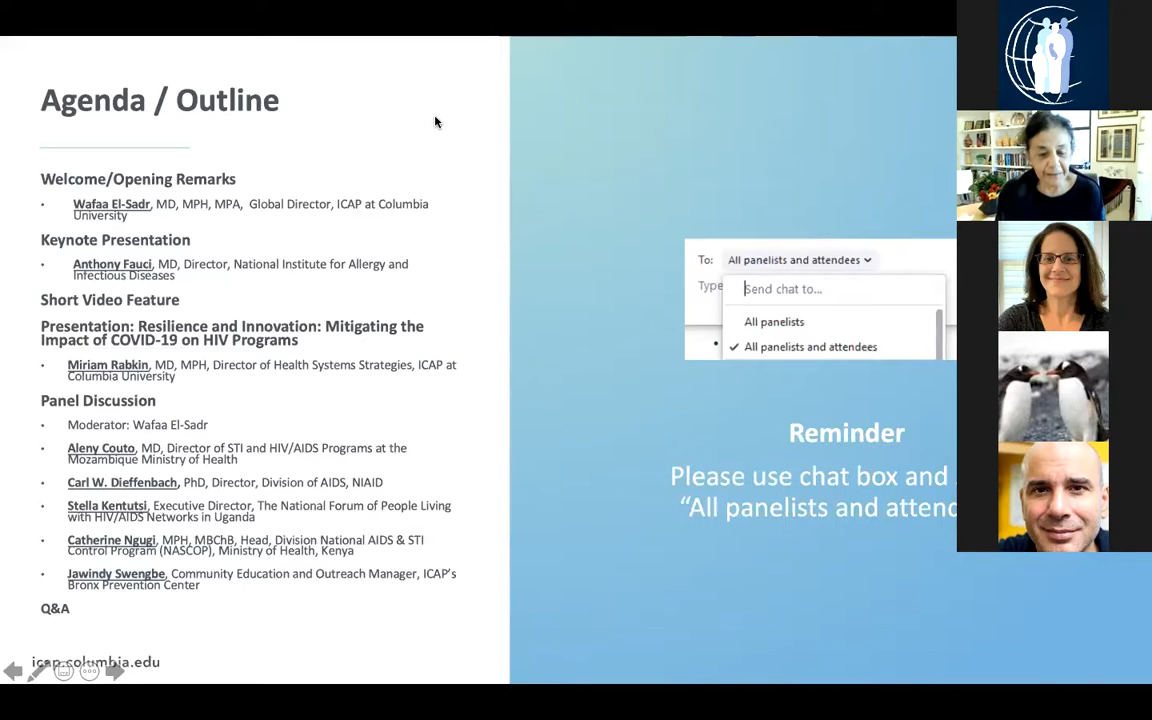 Agenda / Outline
Welcome/Opening Remarks
• Wafaa El-Sadr, MD, MPH, MPA, Global Director, ICAP at Columbia
University
Keynote Presentation
• Anthony Fauci, MD, Director, National Institute for Allergy and
Infectious Diseases
Short Video Feature
Presentation: Resilience and Innovation: Mitigating the
Impact of COVID-19 on HIV Programs
• Miriam Rabkin, MD, MPH, Director of Health Systems Strategies, ICAP at
Columbia University
Panel Discussion
• Moderator: Wafaa El-Sadr
• Aleny Couto, MD, Director of STI and HIV/AIDS Programs at the
Mozambique Ministry of Health
• Carl W. Dieffenbach, PhD, Director, Division of AIDS, NIAID
• Stella Kentutsi, Executive Director, The National Forum of People Living
with HIV/AIDS Networks in Uganda
• Catherine Ngugi, MPH, MBChB, Head, Division National AIDS & STI
Control Program (NASCOP), Ministry of Health, Kenya
• Jawindy Swengbe, Community Education and Outreach Manager, ICAP's
Bronx Prevention Center
Q&A
icap.columbia.edu
To: All panelists and attendees
Type
Send chat to...
All panelists
All panelists and attendees
Reminder
Please use chat box and
“All panelists and attend